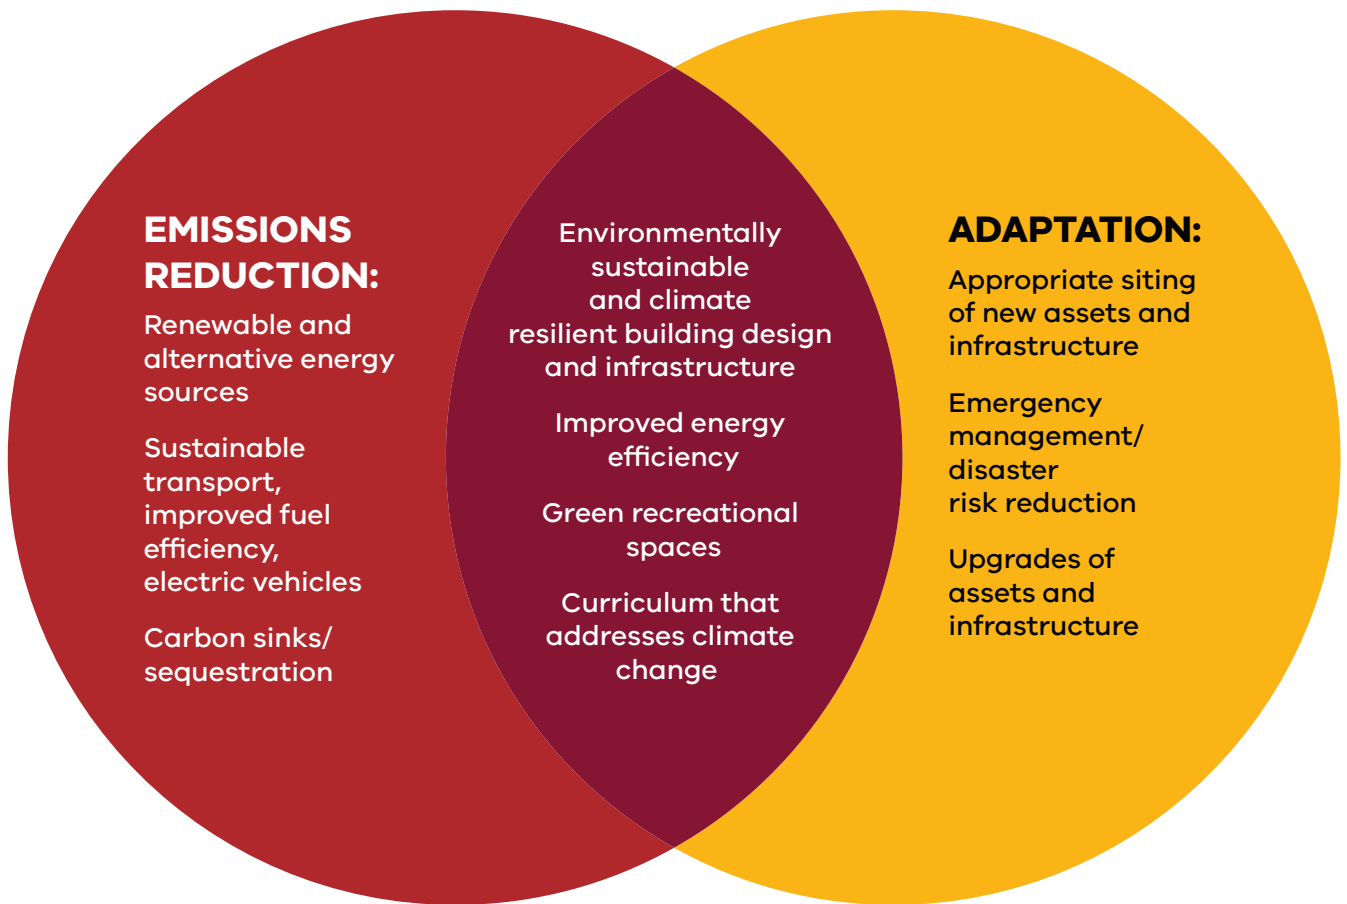 EMISSIONS
REDUCTION:
Renewable and
alternative energy
sources
Sustainable
transport,
improved fuel
efficiency,
electric vehicles
Carbon sinks/
sequestration
Environmentally
sustainable
and climate
resilient building design
and infrastructure
Improved energy
efficiency
Green recreational
spaces
Curriculum that
addresses climate
change
ADAPTATION:
Appropriate siting
of new assets and
infrastructure
Emergency
management/
disaster
risk reduction
Upgrades of
assets and
infrastructure